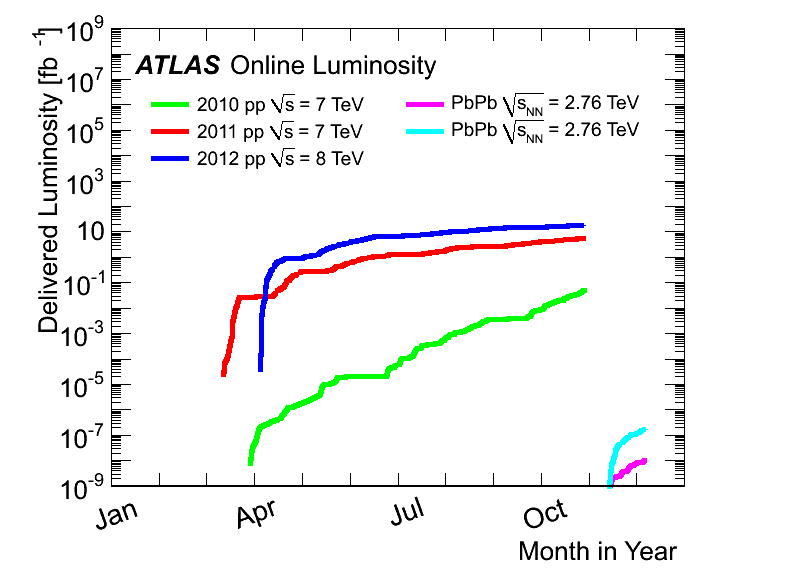 ATLAS Online Luminosity
2010 pp √s = 7 TeV
2011 pp √s = 7 TeV
2012 pp √s = 8 TeV
PbPb √sNN = 2.76 TeV
PbPb √sNN = 2.76 TeV
Delivered Luminosity [fb⁻¹]
10⁹
10⁷
10⁵
10³
10
10⁻¹
10⁻³
10⁻⁵
10⁻⁷
10⁻⁹
Jan Apr Jul Oct
Month in Year